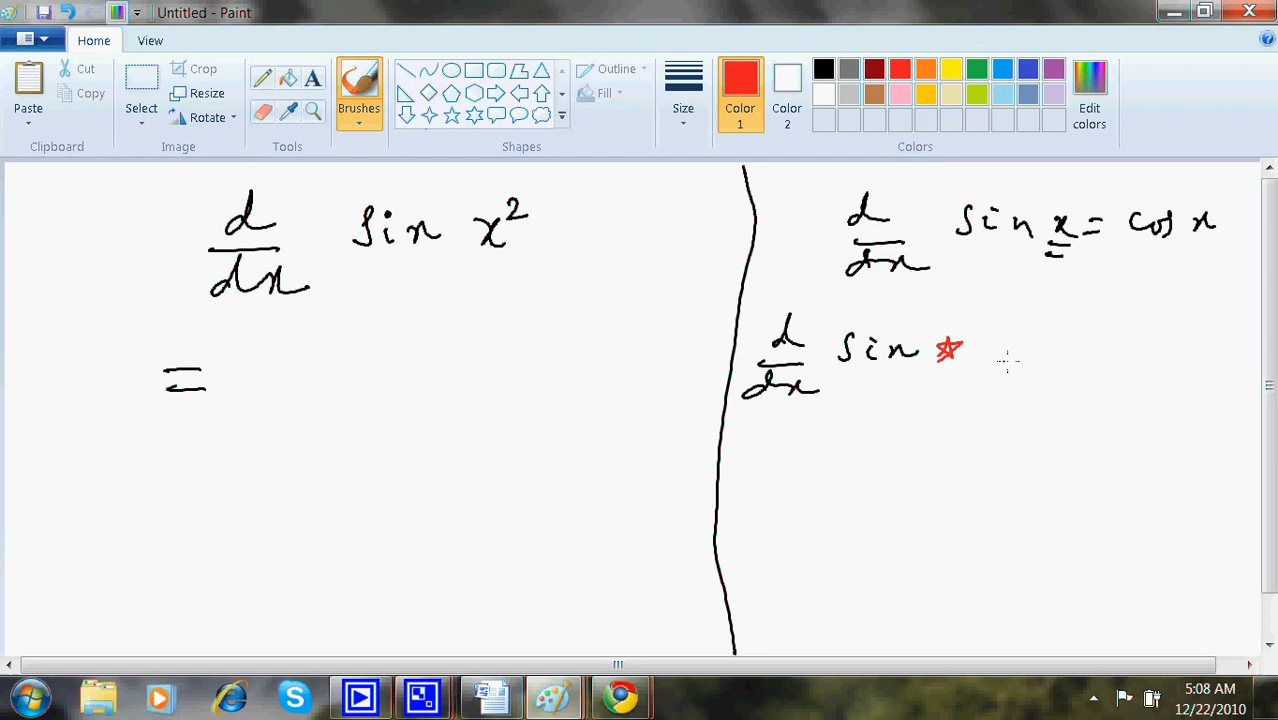 Untitled - Paint
Home View
Paste
Cut
Copy
Clipboard
Select
Crop
Resize
Rotate
Image
Tools
Brushes
Shapes
Outline
Fill
Size
Color 1
Color 2
Edit colors
Colors
d/dx sin x²
=
d/dx sin x = cos x
d/dx sin ☆
5:08 AM
12/22/2010